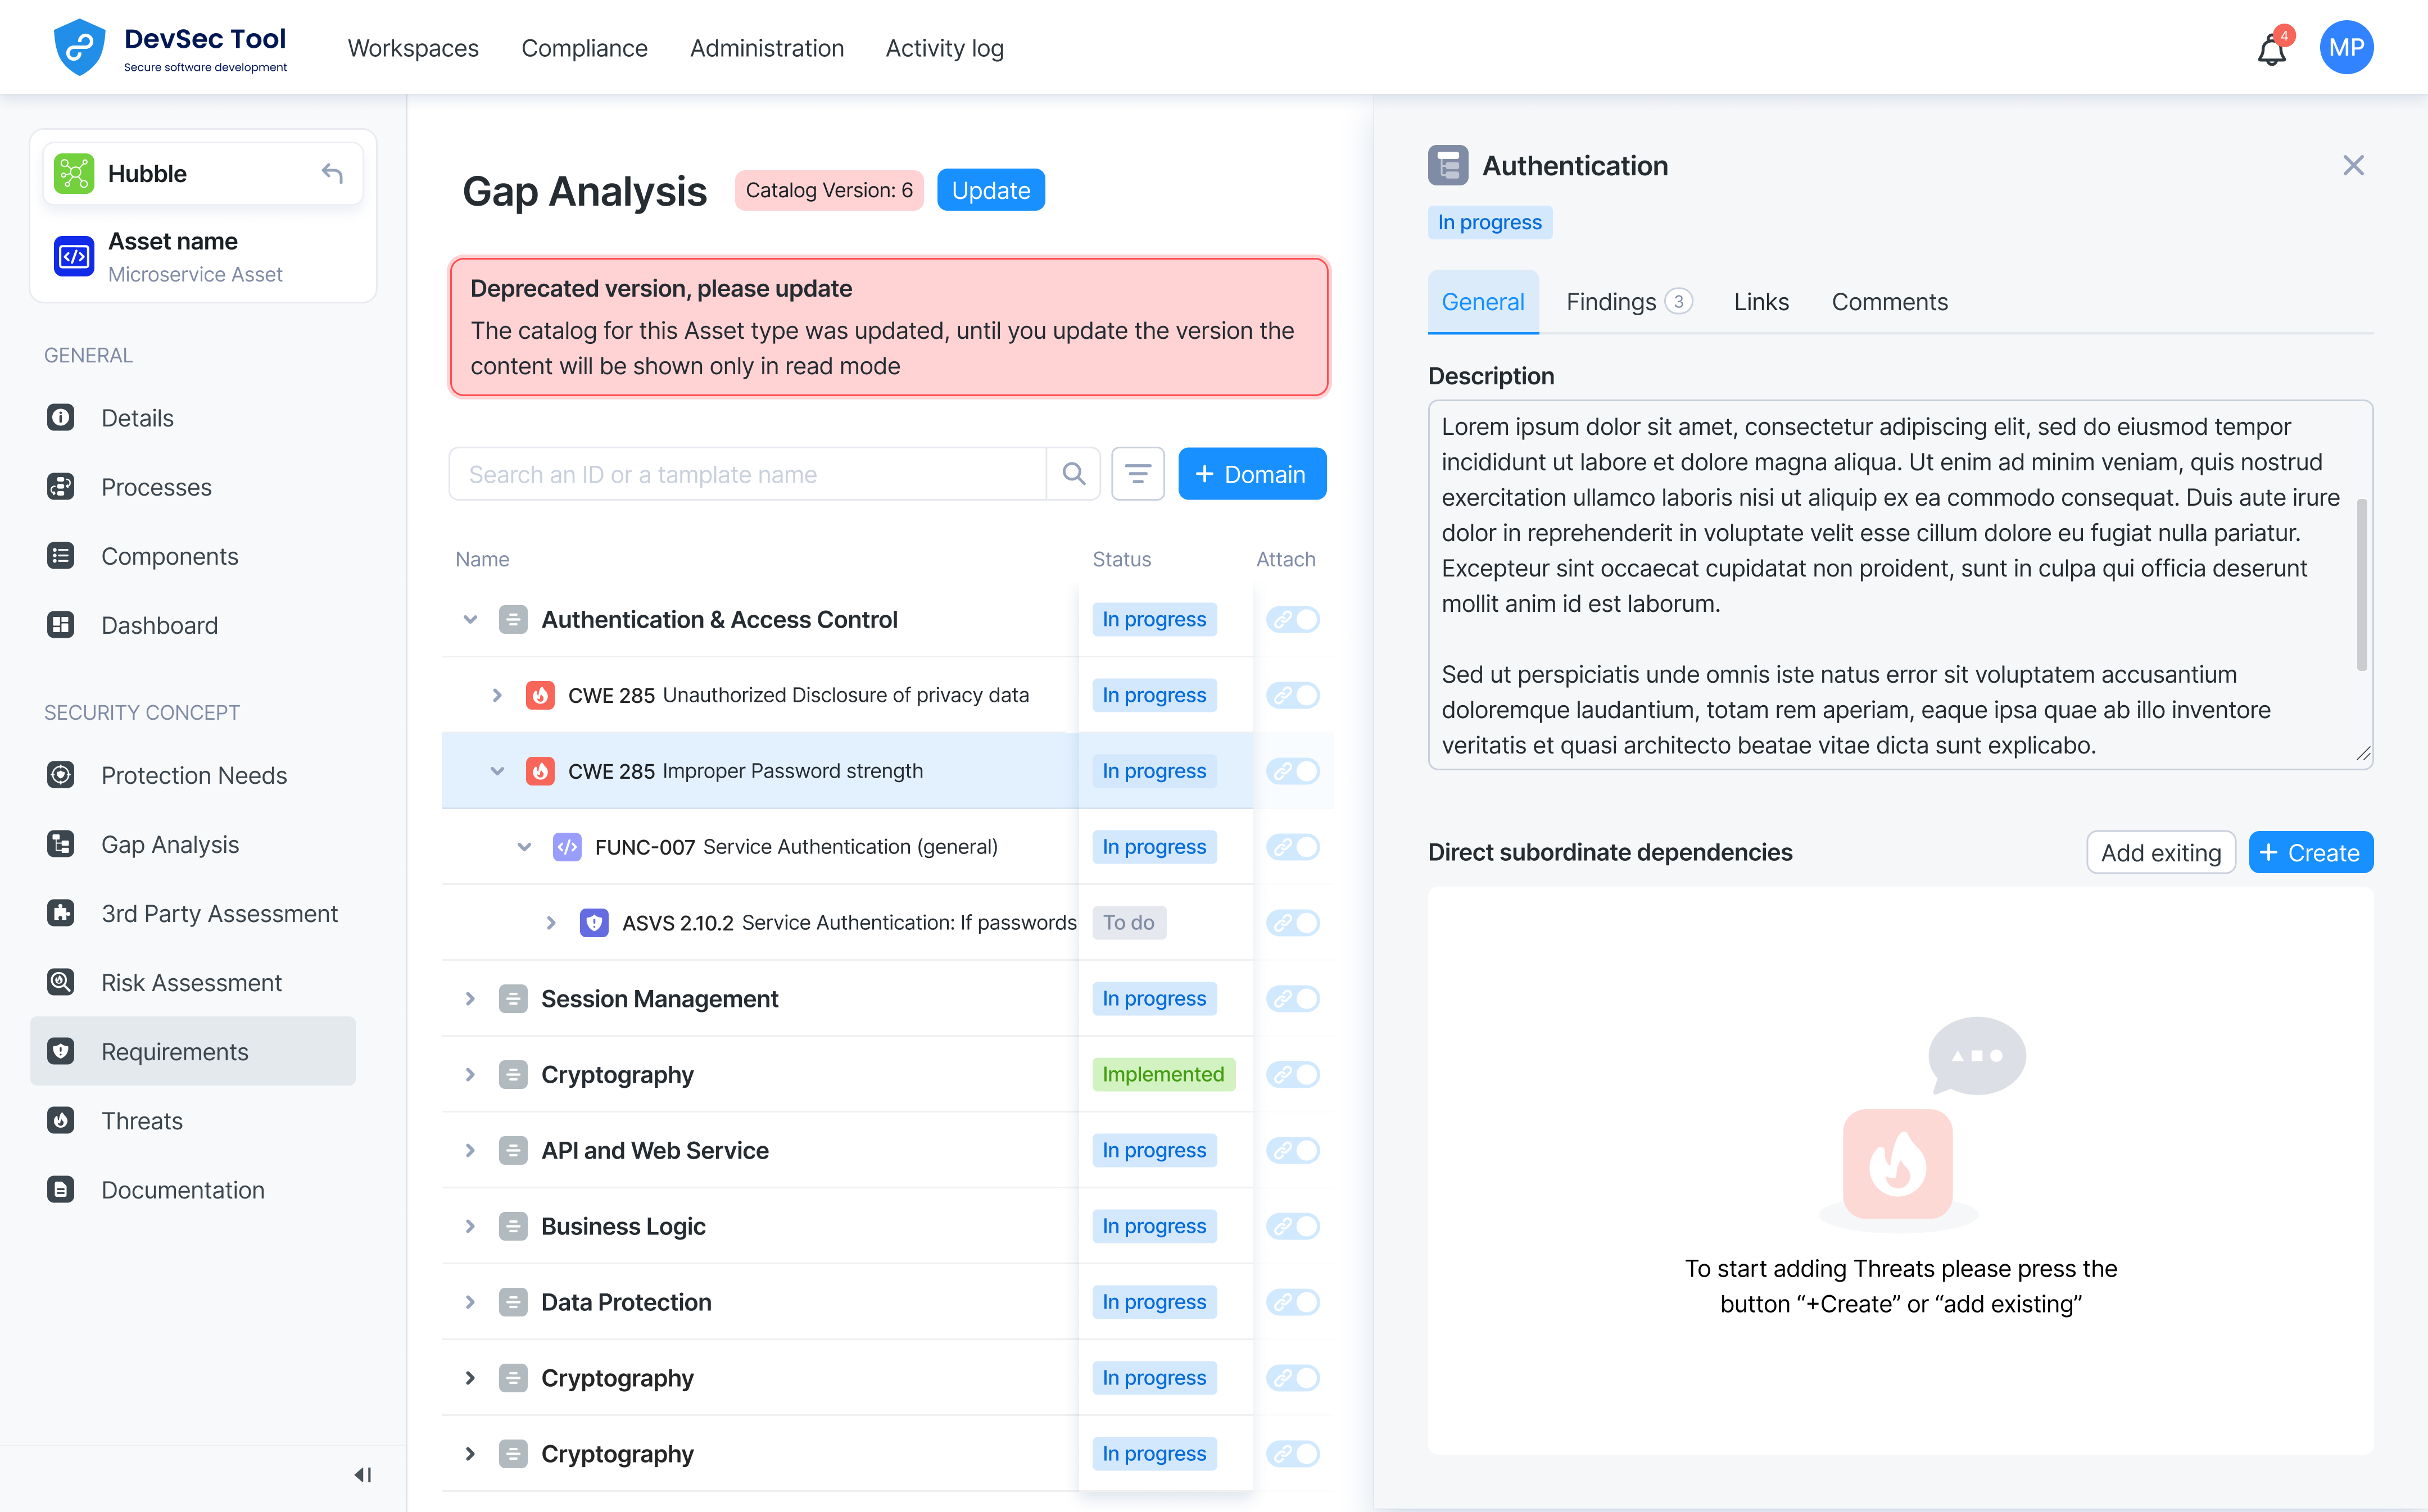 DevSec Tool
Secure software development
Workspaces
Compliance
Administration
Activity log
4
MP
Hubble
Asset name
Microservice Asset
GENERAL
Details
Processes
Components
Dashboard
SECURITY CONCEPT
Protection Needs
Gap Analysis
3rd Party Assessment
Risk Assessment
Requirements
Threats
Documentation
Gap Analysis
Catalog Version: 6
Update
Deprecated version, please update
The catalog for this Asset type was updated, until you update the version the
content will be shown only in read mode
Search an ID or a tamplate name
+ Domain
Name
Status
Attach
Authentication & Access Control
In progress
CWE 285 Unauthorized Disclosure of privacy data
In progress
CWE 285 Improper Password strength
In progress
FUNC-007 Service Authentication (general)
In progress
ASVS 2.10.2 Service Authentication: If passwords
To do
Session Management
In progress
Cryptography
Implemented
API and Web Service
In progress
Business Logic
In progress
Data Protection
In progress
Cryptography
In progress
Cryptography
In progress
Authentication
In progress
General
Findings 3
Links
Comments
Description
Lorem ipsum dolor sit amet, consectetur adipiscing elit, sed do eiusmod tempor
incididunt ut labore et dolore magna aliqua. Ut enim ad minim veniam, quis nostrud
exercitation ullamco laboris nisi ut aliquip ex ea commodo consequat. Duis aute irure
dolor in reprehenderit in voluptate velit esse cillum dolore eu fugiat nulla pariatur.
Excepteur sint occaecat cupidatat non proident, sunt in culpa qui officia deserunt
mollit anim id est laborum.
Sed ut perspiciatis unde omnis iste natus error sit voluptatem accusantium
doloremque laudantium, totam rem aperiam, eaque ipsa quae ab illo inventore
veritatis et quasi architecto beatae vitae dicta sunt explicabo.
Direct subordinate dependencies
Add exiting
+ Create
To start adding Threats please press the
button “+Create” or “add existing”